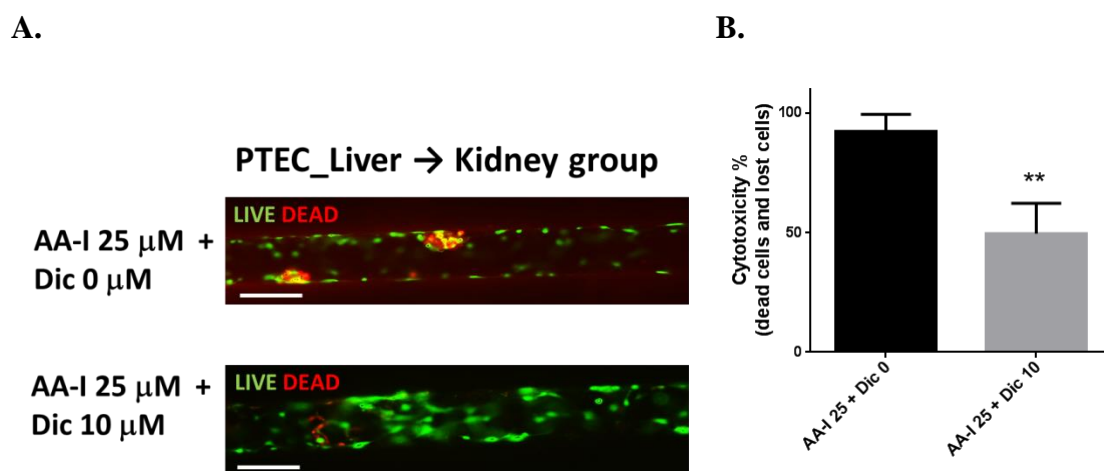 A.
PTEC_Liver → Kidney group
AA-I 25 μM +
Dic 0 μM
LIVE DEAD
AA-I 25 μM +
Dic 10 μM
LIVE DEAD
B.
Cytotoxicity %
(dead cells and lost cells)
100
50
0
**
AA-I 25 + Dic 0
AA-I 25 + Dic 10